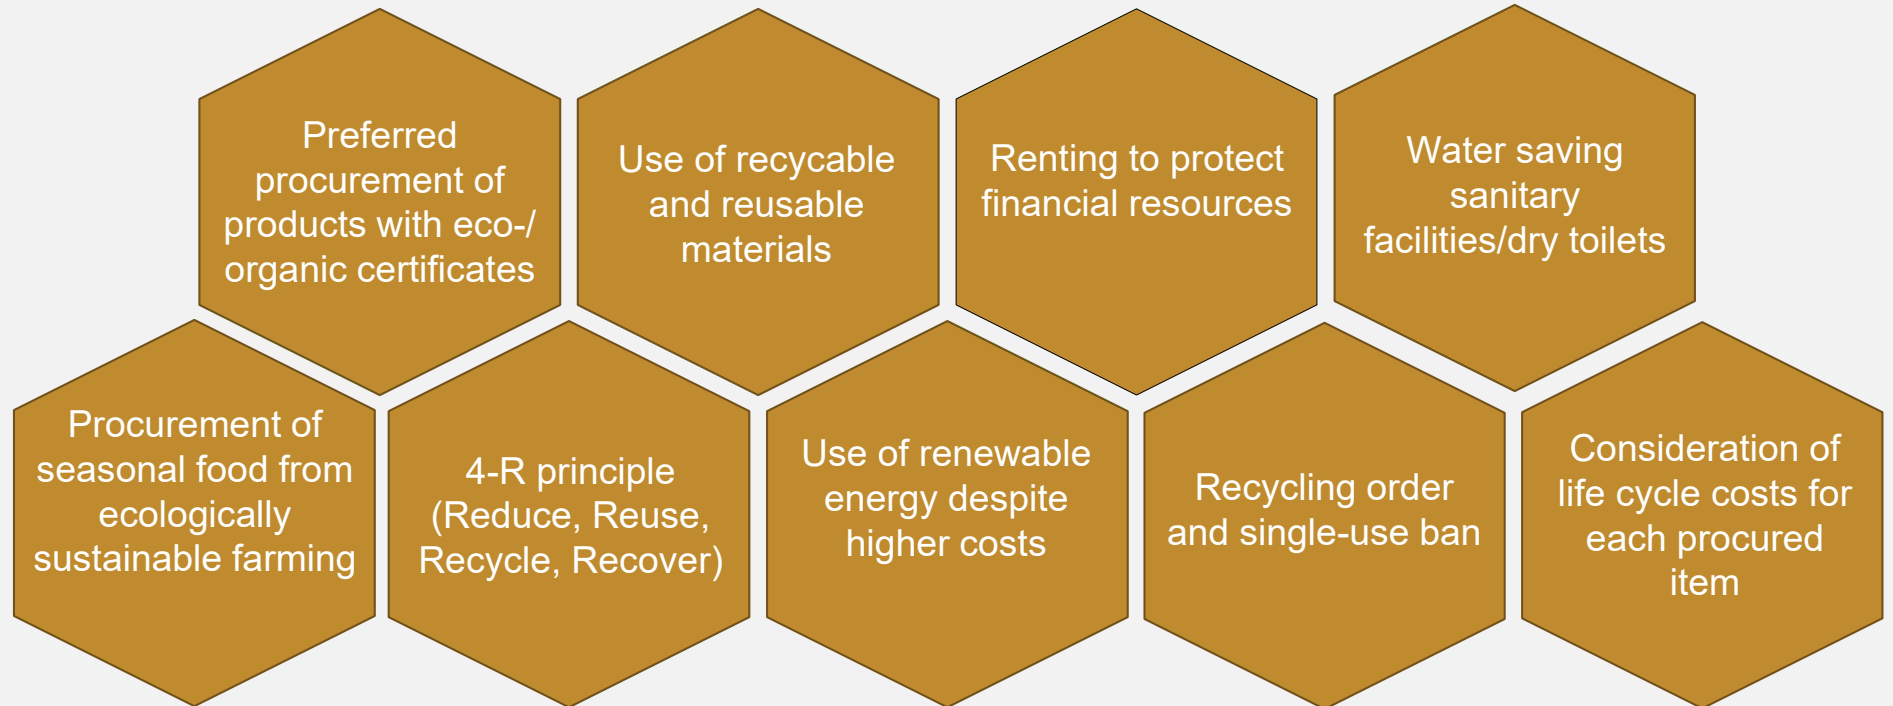 Preferred
procurement of
products with eco-/
organic certificates
Use of recycable
and reusable
materials
Renting to protect
financial resources
Water saving
sanitary
facilities/dry toilets
Procurement of
seasonal food from
ecologically
sustainable farming
4-R principle
(Reduce, Reuse,
Recycle, Recover)
Use of renewable
energy despite
higher costs
Recycling order
and single-use ban
Consideration of
life cycle costs for
each procured
item